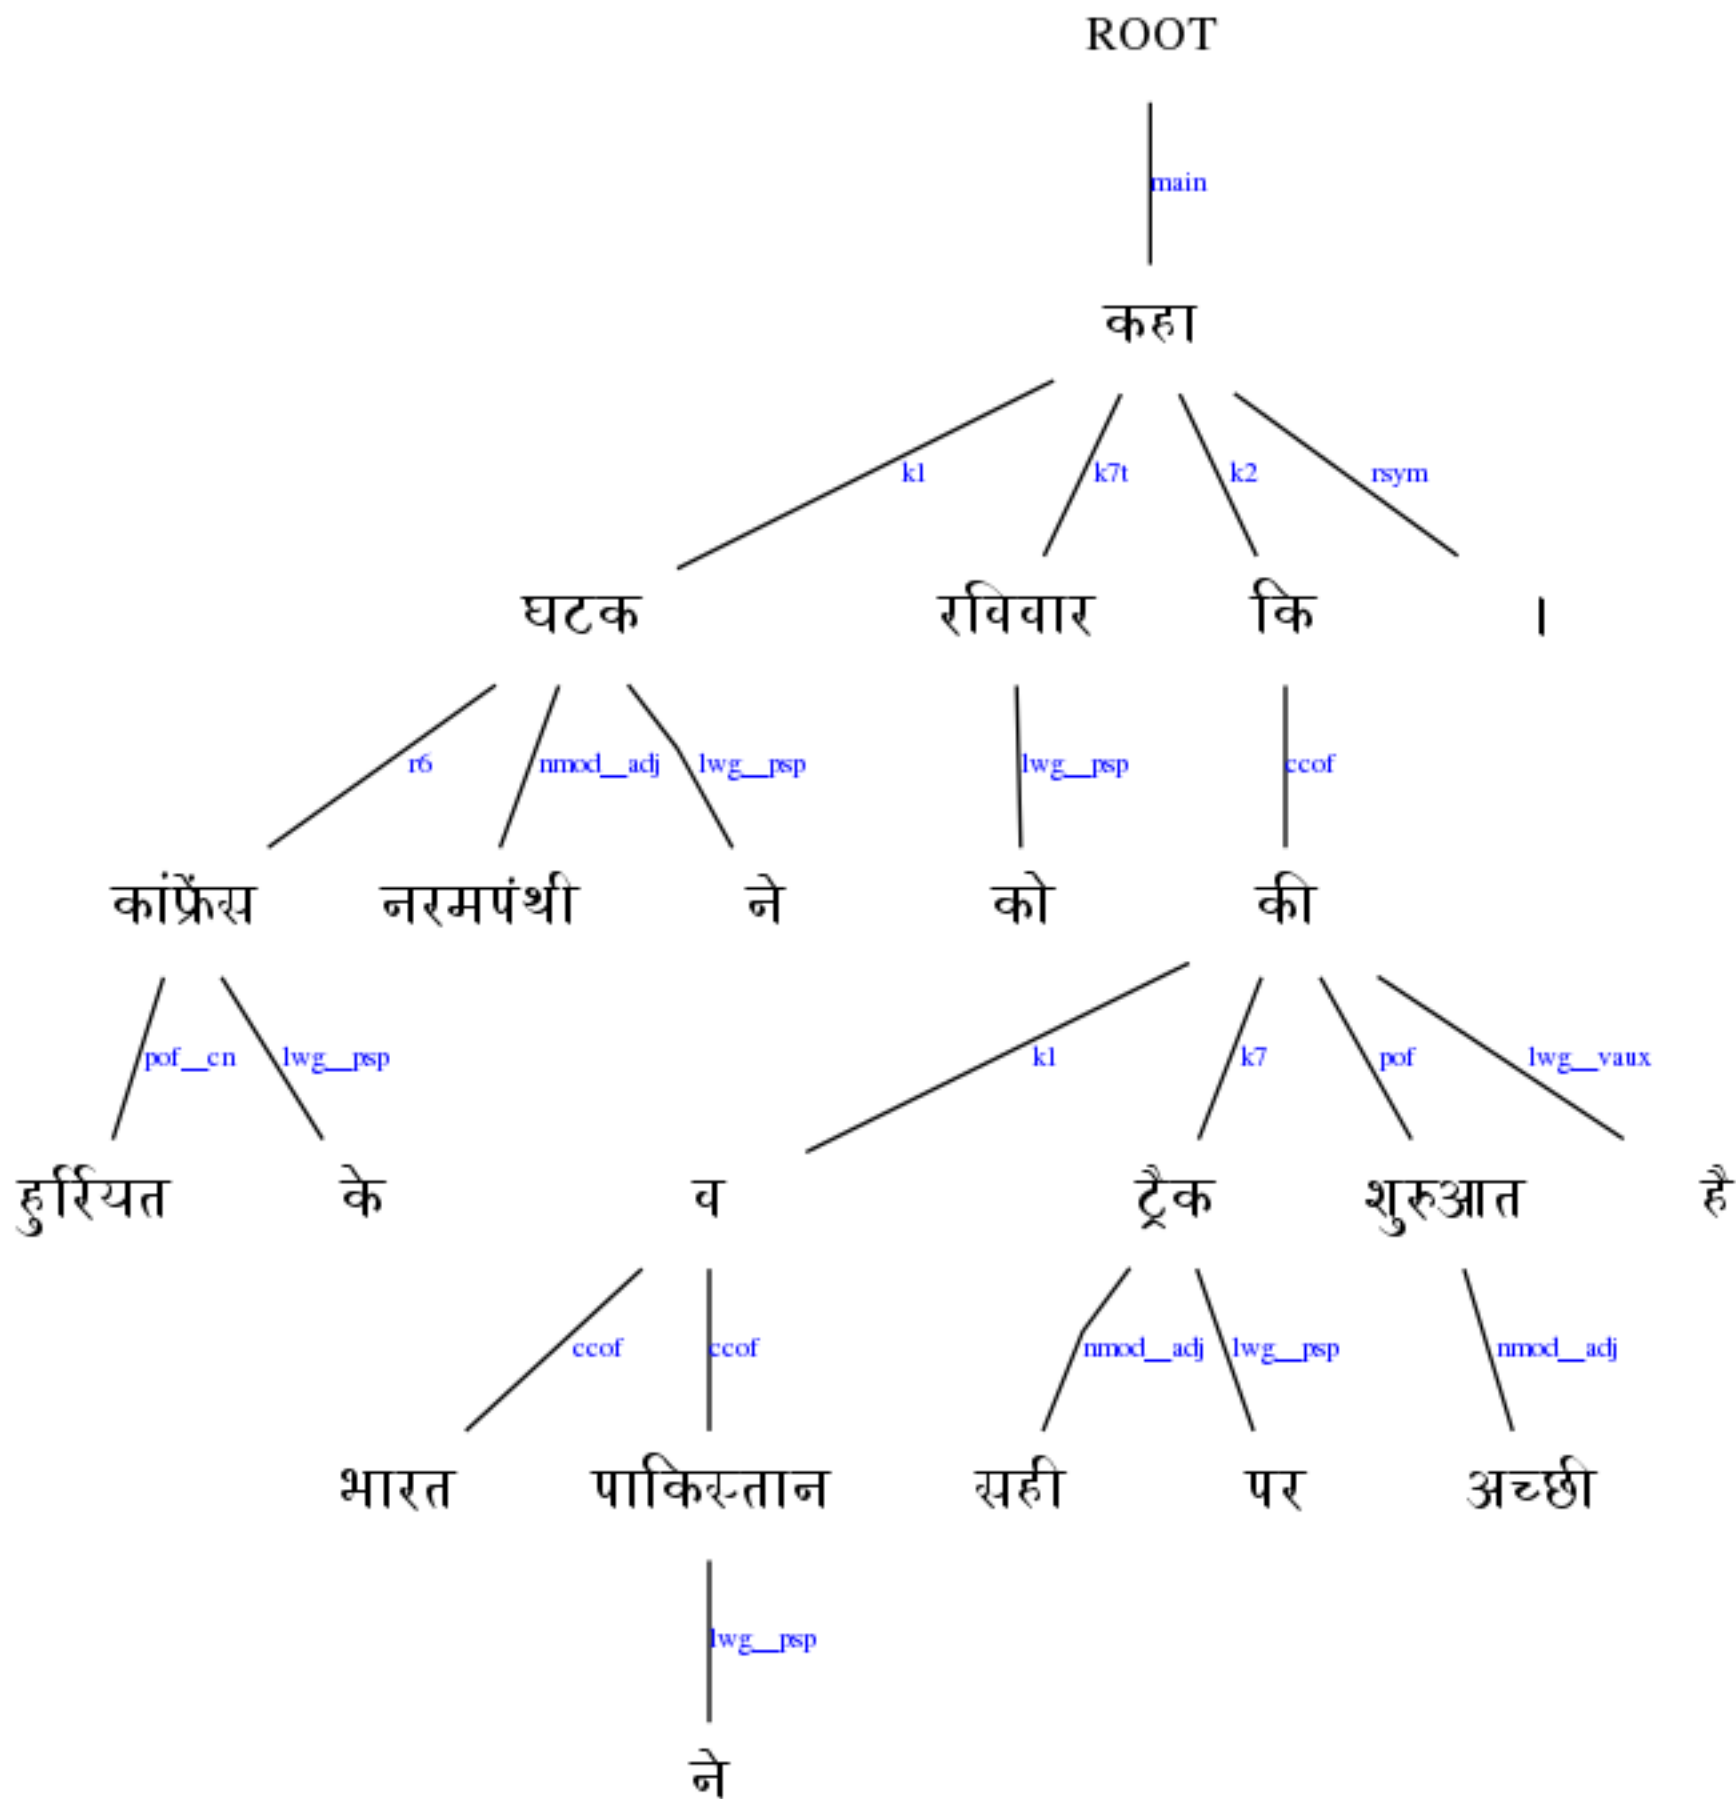 ROOT
main
कहा
k1 k7t k2 rsym
घटक रविवार कि ।
r6 nmod__adj lwg__psp lwg__psp ccof
कांफ्रेंस नरमपंथी ने को की
pof__cn lwg__psp k1 k7 pof lwg__vaux
हुर्रियत के व ट्रैक शुरुआत है
ccof ccof nmod__adj lwg__psp nmod__adj
भारत पाकिस्तान सही पर अच्छी
lwg__psp
ने